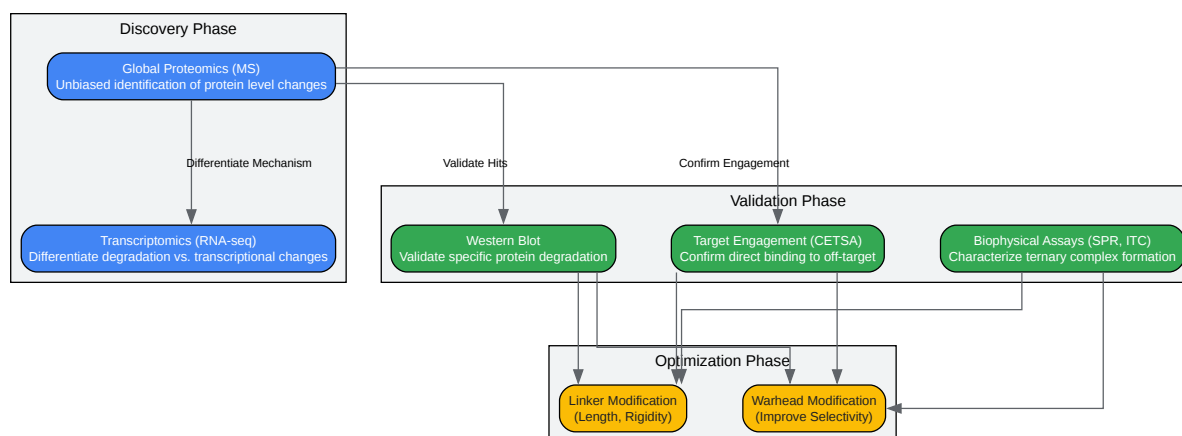 Discovery Phase
Global Proteomics (MS)
Unbiased identification of protein level changes
Differentiate Mechanism
Validate Hits
Confirm Engagement
Transcriptomics (RNA-seq)
Differentiate degradation vs. transcriptional changes
Validation Phase
Western Blot
Validate specific protein degradation
Target Engagement (CETSA)
Confirm direct binding to off-target
Biophysical Assays (SPR, ITC)
Characterize ternary complex formation
Optimization Phase
Linker Modification
(Length, Rigidity)
Warhead Modification
(Improve Selectivity)